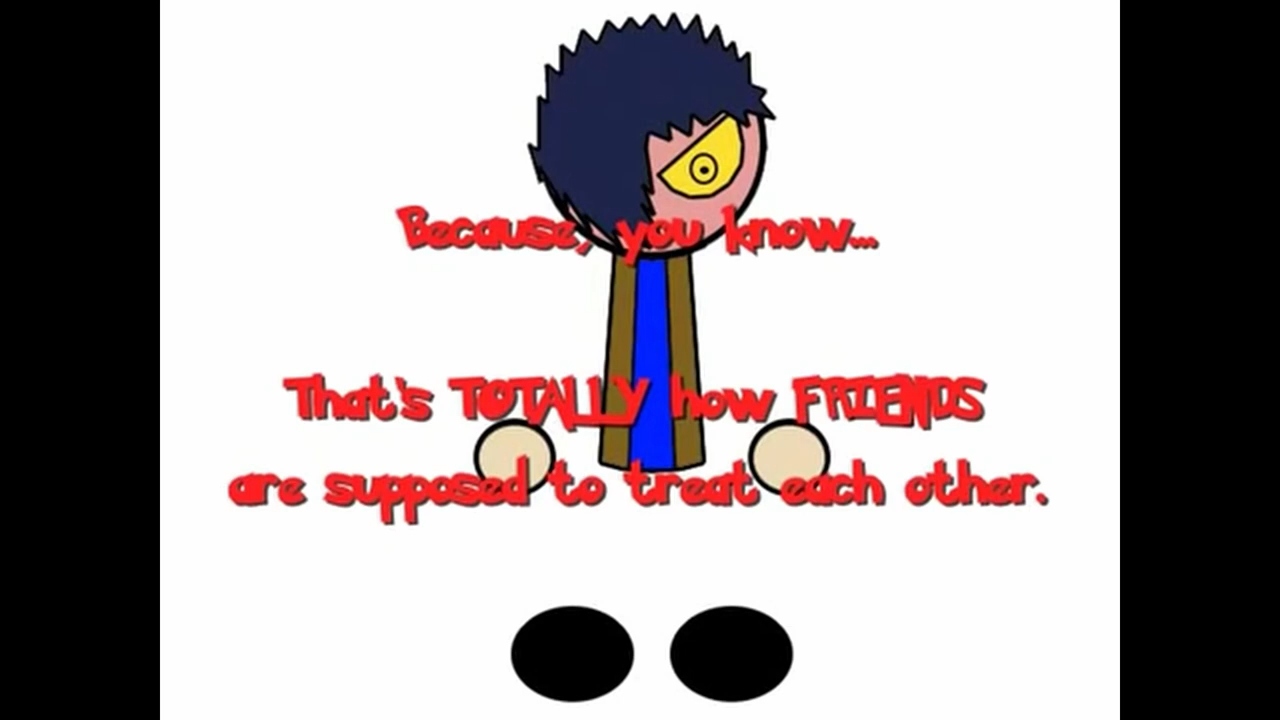 Because, you know...
That's TOTALLY how FRIENDS
are supposed to treat each other.